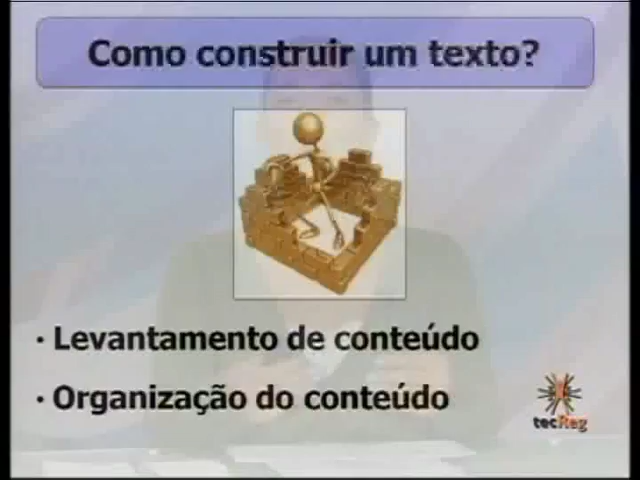 Como construir um texto?
· Levantamento de conteúdo
· Organização do conteúdo
tecReg